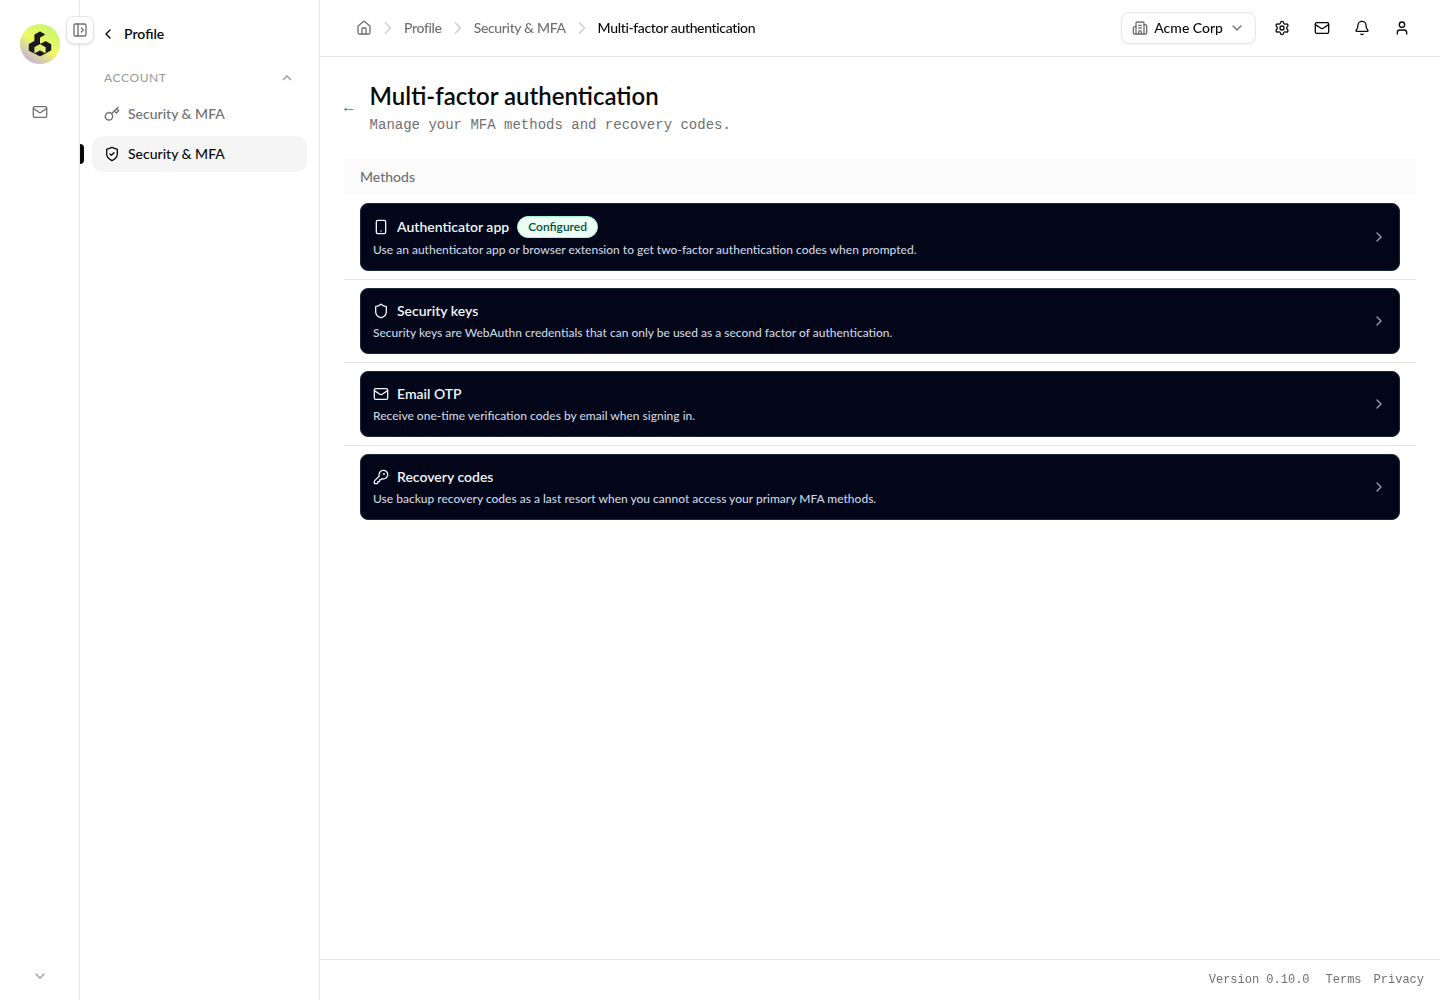 Profile
ACCOUNT
Security & MFA
Security & MFA
Profile
Security & MFA
Multi-factor authentication
Acme Corp
Multi-factor authentication
Manage your MFA methods and recovery codes.
Methods
Authenticator app Configured
Use an authenticator app or browser extension to get two-factor authentication codes when prompted.
Security keys
Security keys are WebAuthn credentials that can only be used as a second factor of authentication.
Email OTP
Receive one-time verification codes by email when signing in.
Recovery codes
Use backup recovery codes as a last resort when you cannot access your primary MFA methods.
Version 0.10.0 Terms Privacy